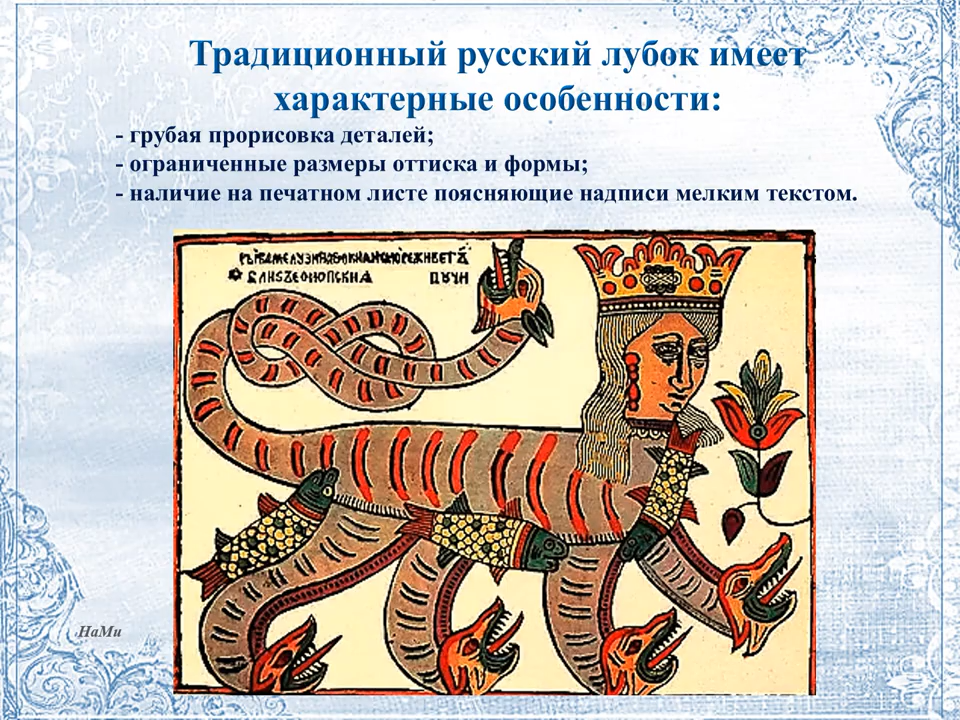 Традиционный русский лубок имеет
характерные особенности:
- грубая прорисовка деталей;
- ограниченные размеры оттиска и формы;
- наличие на печатном листе поясняющие надписи мелким текстом.
пучи
НаМи